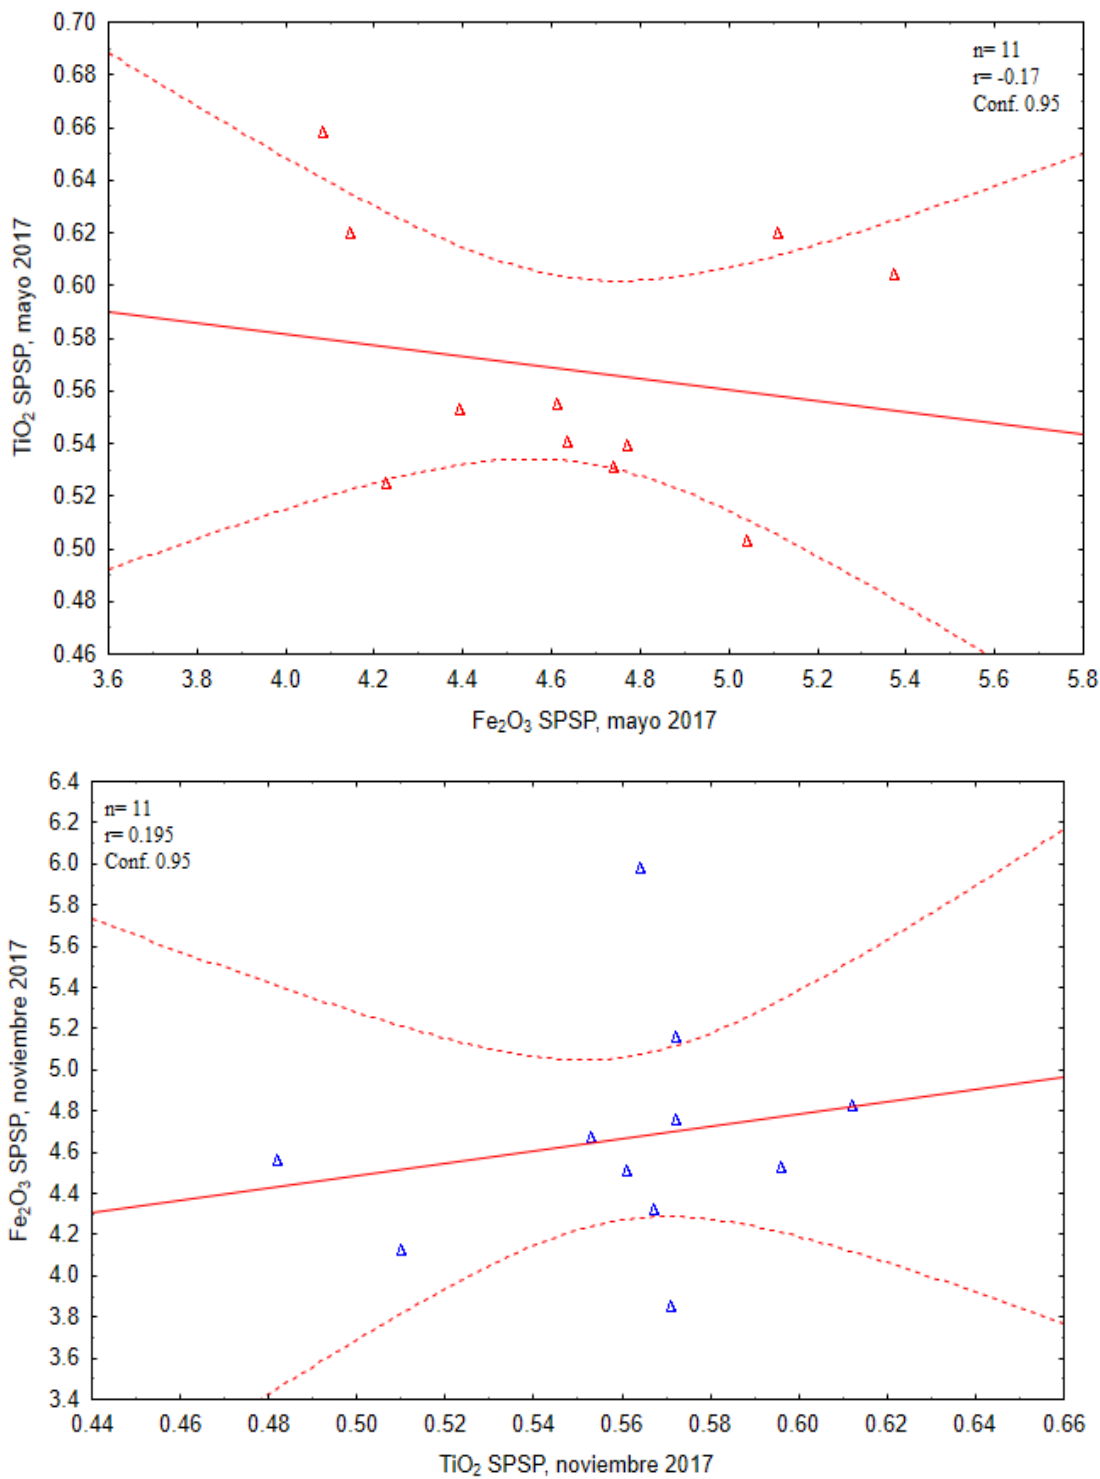 0.70
0.68
0.66
0.64
0.62
0.60
0.58
0.56
0.54
0.52
0.50
0.48
0.46
TiO₂ SPSP, mayo 2017
n= 11
r= -0.17
Conf. 0.95
3.6 3.8 4.0 4.2 4.4 4.6 4.8 5.0 5.2 5.4 5.6 5.8
Fe₂O₃ SPSP, mayo 2017
6.4
6.2
6.0
5.8
5.6
5.4
5.2
5.0
4.8
4.6
4.4
4.2
4.0
3.8
3.6
3.4
Fe₂O₃ SPSP, noviembre 2017
n= 11
r= 0.195
Conf. 0.95
0.44 0.46 0.48 0.50 0.52 0.54 0.56 0.58 0.60 0.62 0.64 0.66
TiO₂ SPSP, noviembre 2017